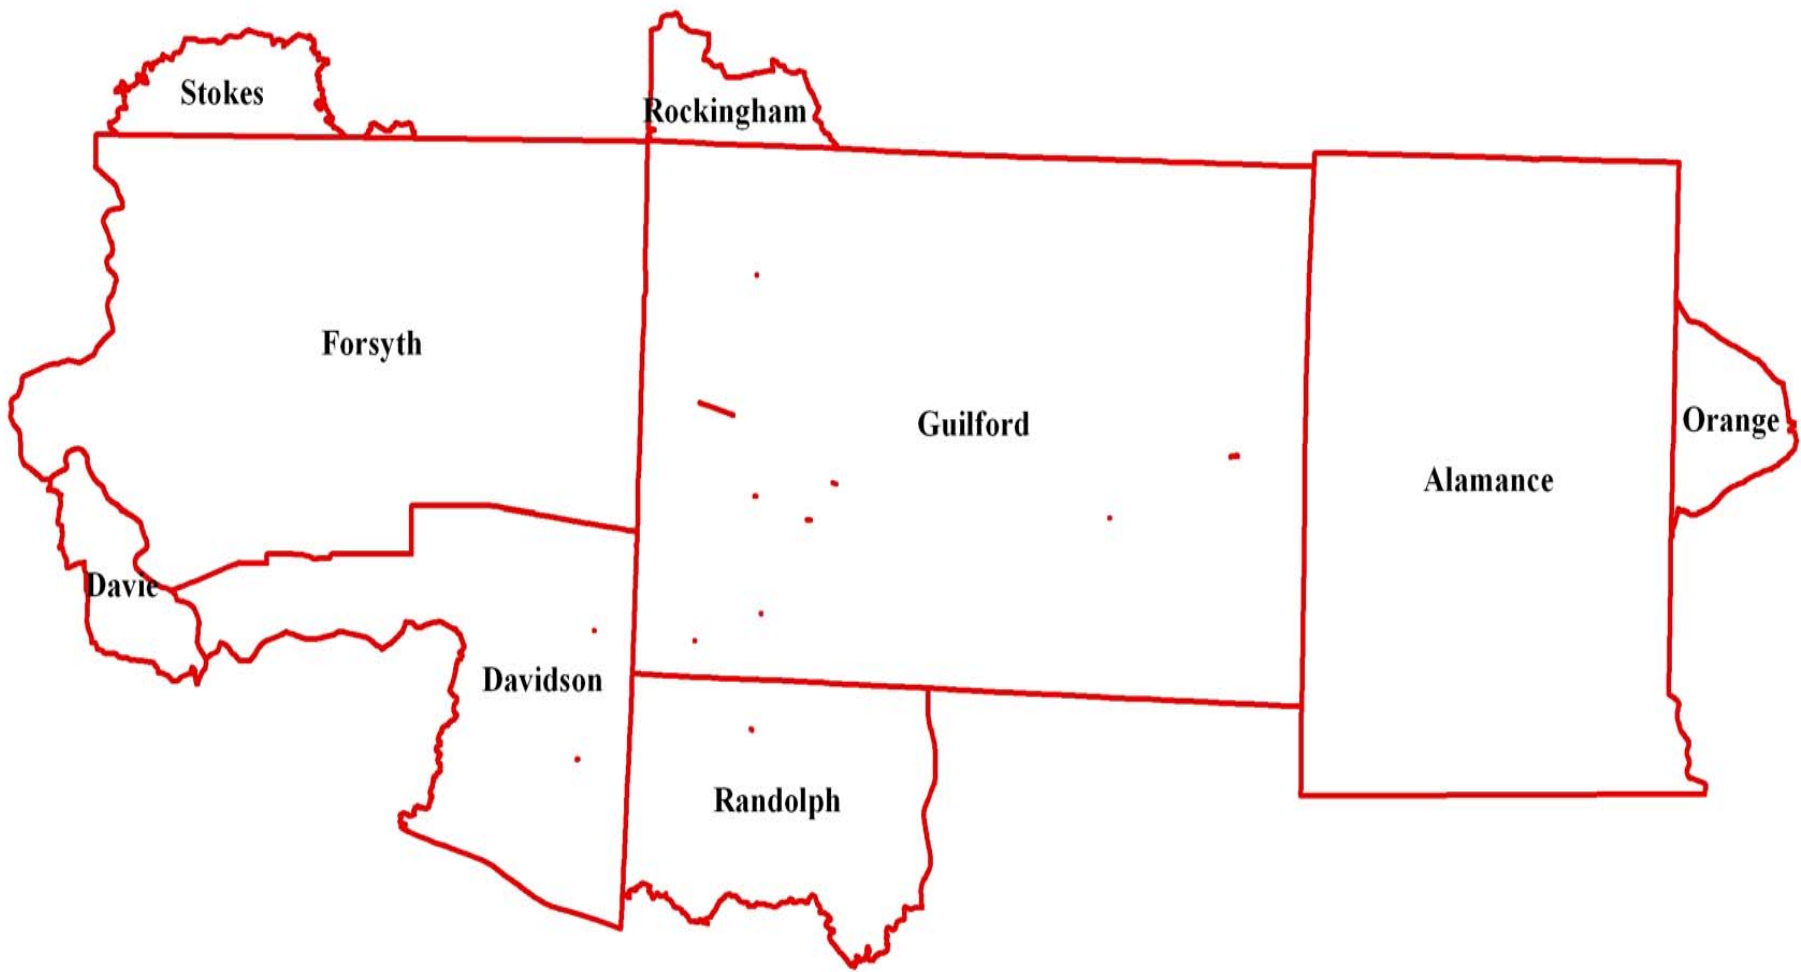 Stokes
Rockingham
Forsyth
Guilford
Orange
Alamance
Davie
Davidson
Randolph